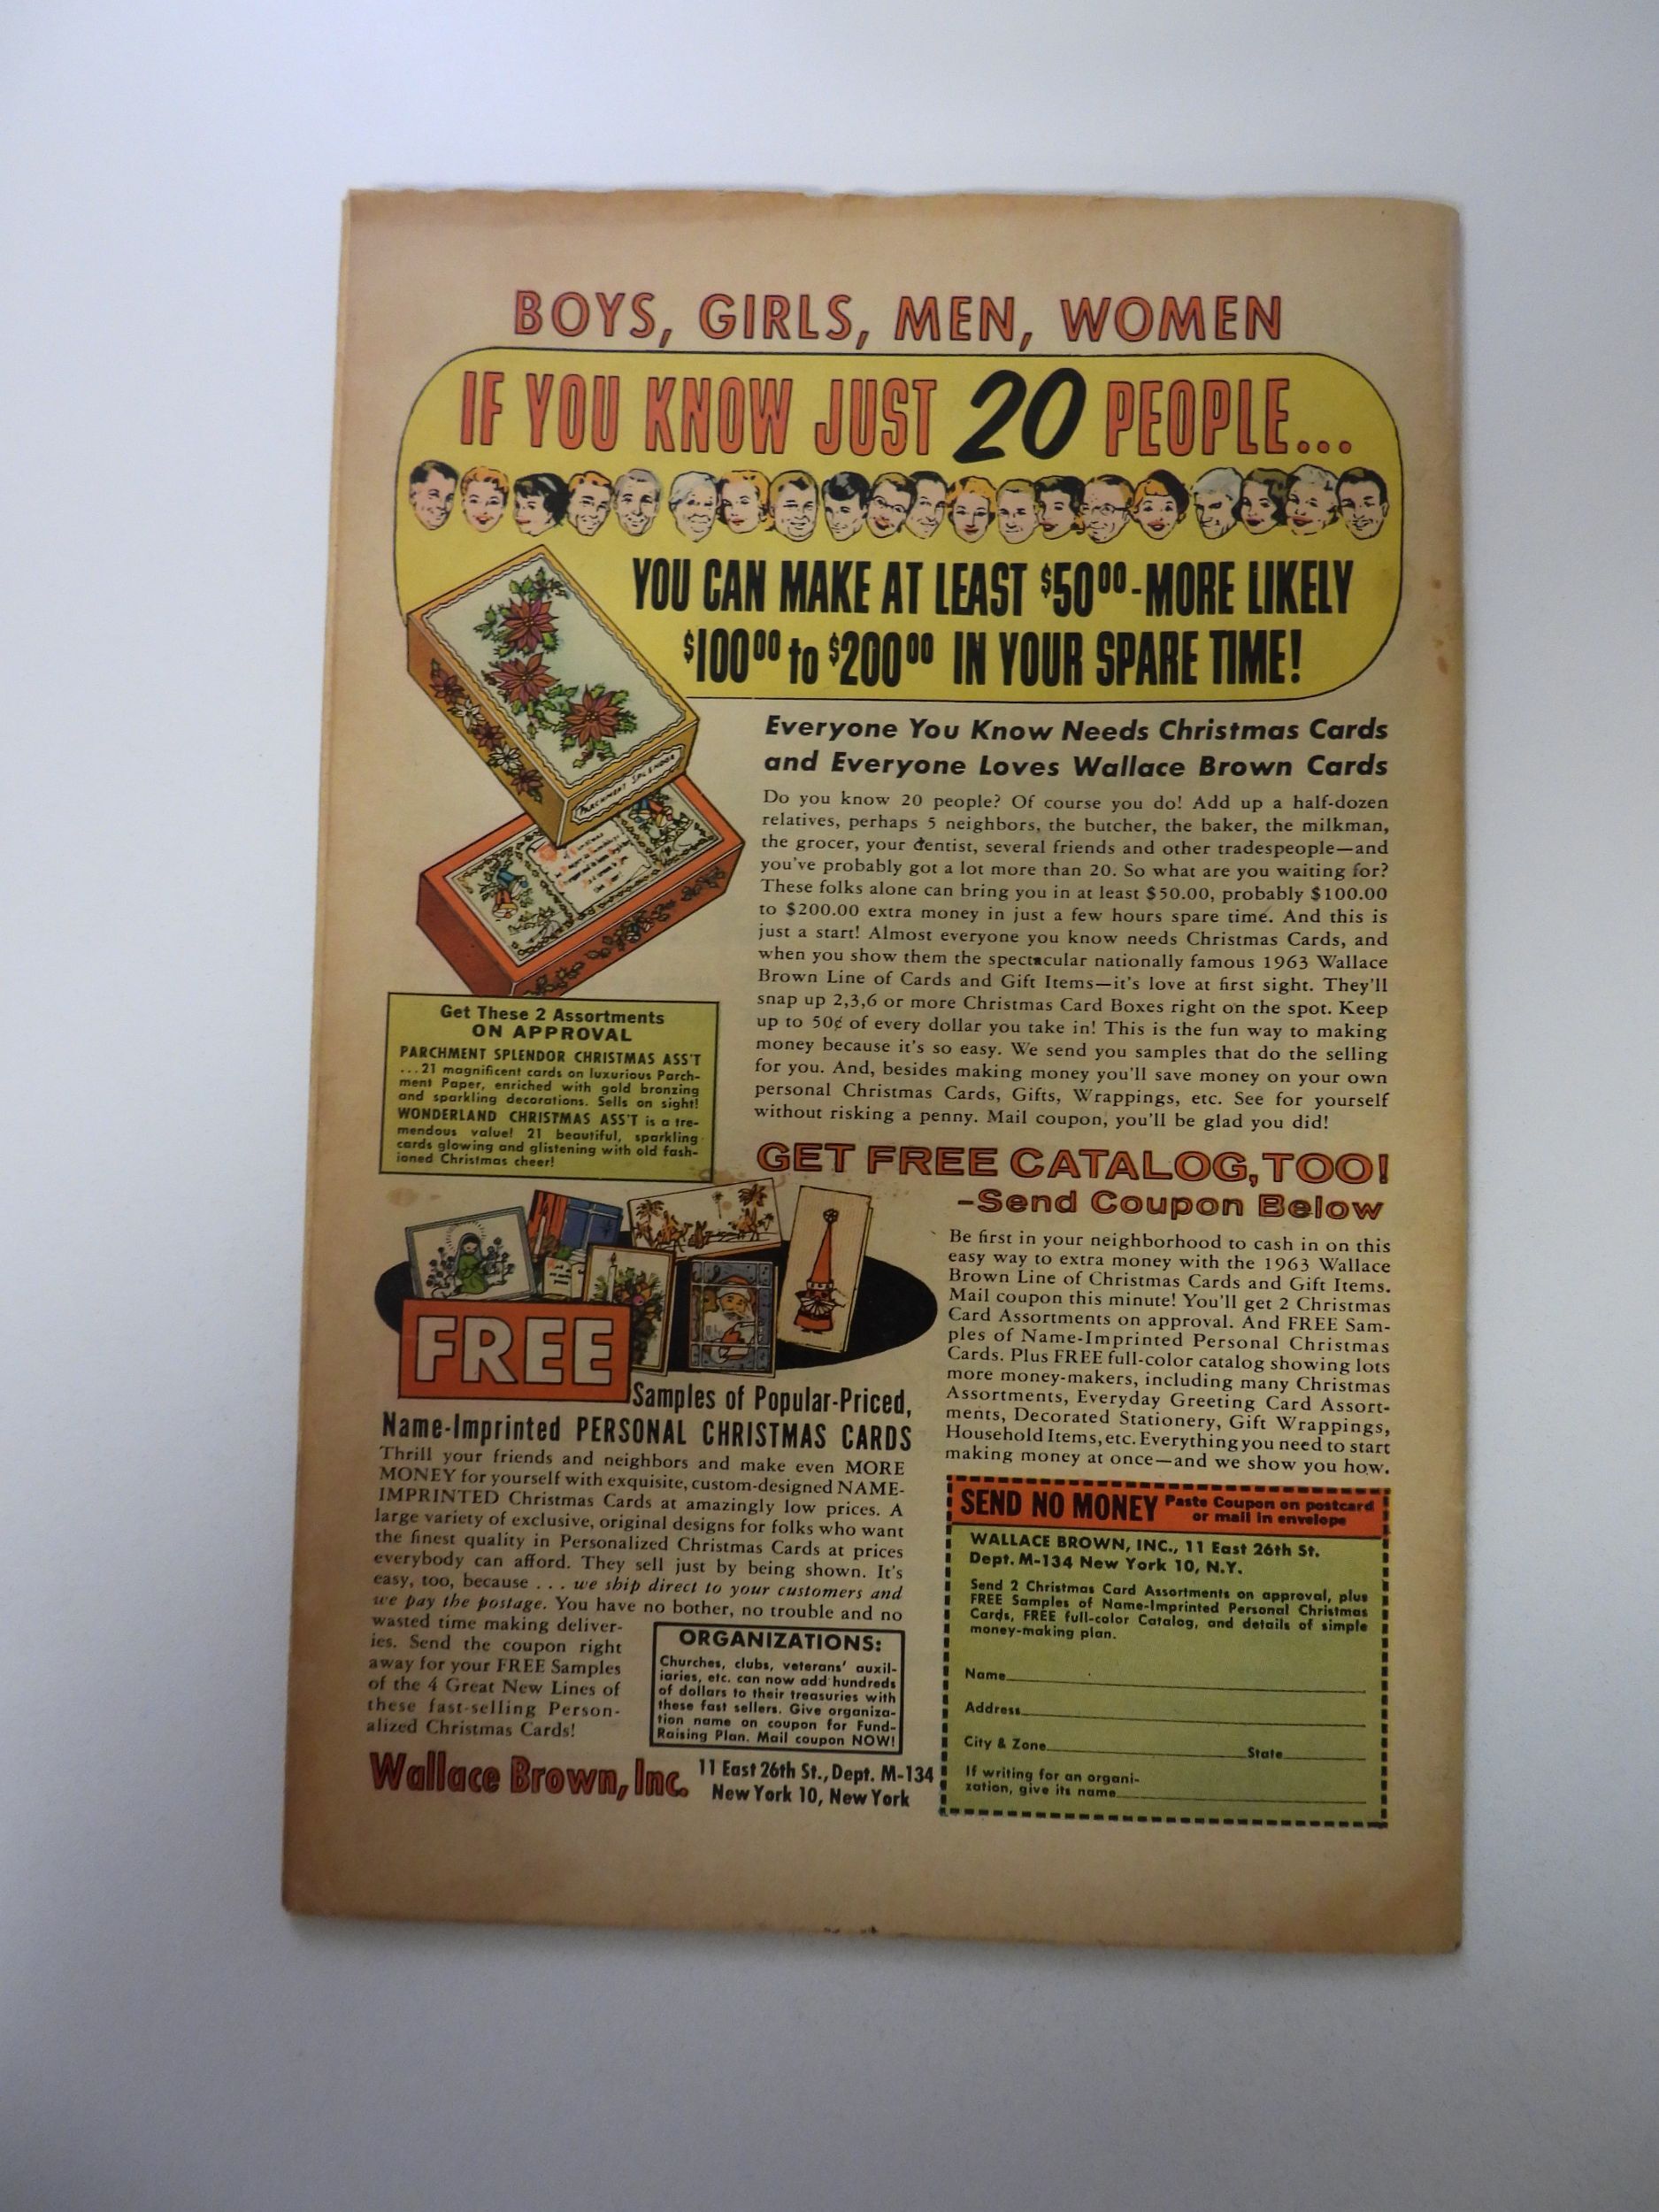 BOYS, GIRLS, MEN, WOMEN
IF YOU KNOW JUST 20 PEOPLE...
YOU CAN MAKE AT LEAST $50⁰⁰-MORE LIKELY
$100⁰⁰ to $200⁰⁰ IN YOUR SPARE TIME!
PARCHMENT SPLENDOR
Everyone You Know Needs Christmas Cards
and Everyone Loves Wallace Brown Cards
Do you know 20 people? Of course you do! Add up a half-dozen
relatives, perhaps 5 neighbors, the butcher, the baker, the milkman,
the grocer, your dentist, several friends and other tradespeople—and
you've probably got a lot more than 20. So what are you waiting for?
These folks alone can bring you in at least $50.00, probably $100.00
to $200.00 extra money in just a few hours spare time. And this is
just a start! Almost everyone you know needs Christmas Cards, and
when you show them the spectacular nationally famous 1963 Wallace
Brown Line of Cards and Gift Items—it's love at first sight. They'll
snap up 2,3,6 or more Christmas Card Boxes right on the spot. Keep
up to 50¢ of every dollar you take in! This is the fun way to making
money because it's so easy. We send you samples that do the selling
for you. And, besides making money you'll save money on your own
personal Christmas Cards, Gifts, Wrappings, etc. See for yourself
without risking a penny. Mail coupon, you'll be glad you did!
Get These 2 Assortments
ON APPROVAL
PARCHMENT SPLENDOR CHRISTMAS ASS'T
...21 magnificent cards on luxurious Parch-
ment Paper, enriched with gold bronzing
and sparkling decorations. Sells on sight!
WONDERLAND CHRISTMAS ASS'T is a tre-
mendous value! 21 beautiful, sparkling
cards glowing and glistening with old fash-
ioned Christmas cheer!
GET FREE CATALOG, TOO!
-Send Coupon Below
Be first in your neighborhood to cash in on this
easy way to extra money with the 1963 Wallace
Brown Line of Christmas Cards and Gift Items.
Mail coupon this minute! You'll get 2 Christmas
Card Assortments on approval. And FREE Sam-
ples of Name-Imprinted Personal Christmas
Cards. Plus FREE full-color catalog showing lots
more money-makers, including many Christmas
Assortments, Everyday Greeting Card Assort-
ments, Decorated Stationery, Gift Wrappings,
Household Items, etc. Everything you need to start
making money at once—and we show you how.
FREE
Samples of Popular-Priced,
Name-Imprinted PERSONAL CHRISTMAS CARDS
Thrill your friends and neighbors and make even MORE
MONEY for yourself with exquisite, custom-designed NAME-
IMPRINTED Christmas Cards at amazingly low prices. A
large variety of exclusive, original designs for folks who want
the finest quality in Personalized Christmas Cards at prices
everybody can afford. They sell just by being shown. It's
easy, too, because . . . we ship direct to your customers and
we pay the postage. You have no bother, no trouble and no
wasted time making deliver-
ies. Send the coupon right
away for your FREE Samples
of the 4 Great New Lines of
these fast-selling Person-
alized Christmas Cards!
ORGANIZATIONS:
Churches, clubs, veterans' auxil-
iaries, etc. can now add hundreds
of dollars to their treasuries with
these fast sellers. Give organiza-
tion name on coupon for Fund-
Raising Plan. Mail coupon NOW!
Wallace Brown, Inc. 11 East 26th St., Dept. M-134
New York 10, New York
SEND NO MONEY Paste Coupon on postcard
or mail in envelope
WALLACE BROWN, INC., 11 East 26th St.
Dept. M-134 New York 10, N.Y.
Send 2 Christmas Card Assortments on approval, plus
FREE Samples of Name-Imprinted Personal Christmas
Cards, FREE full-color Catalog, and details of simple
money-making plan.
Name
Address
City & Zone State
If writing for an organi-
zation, give its name